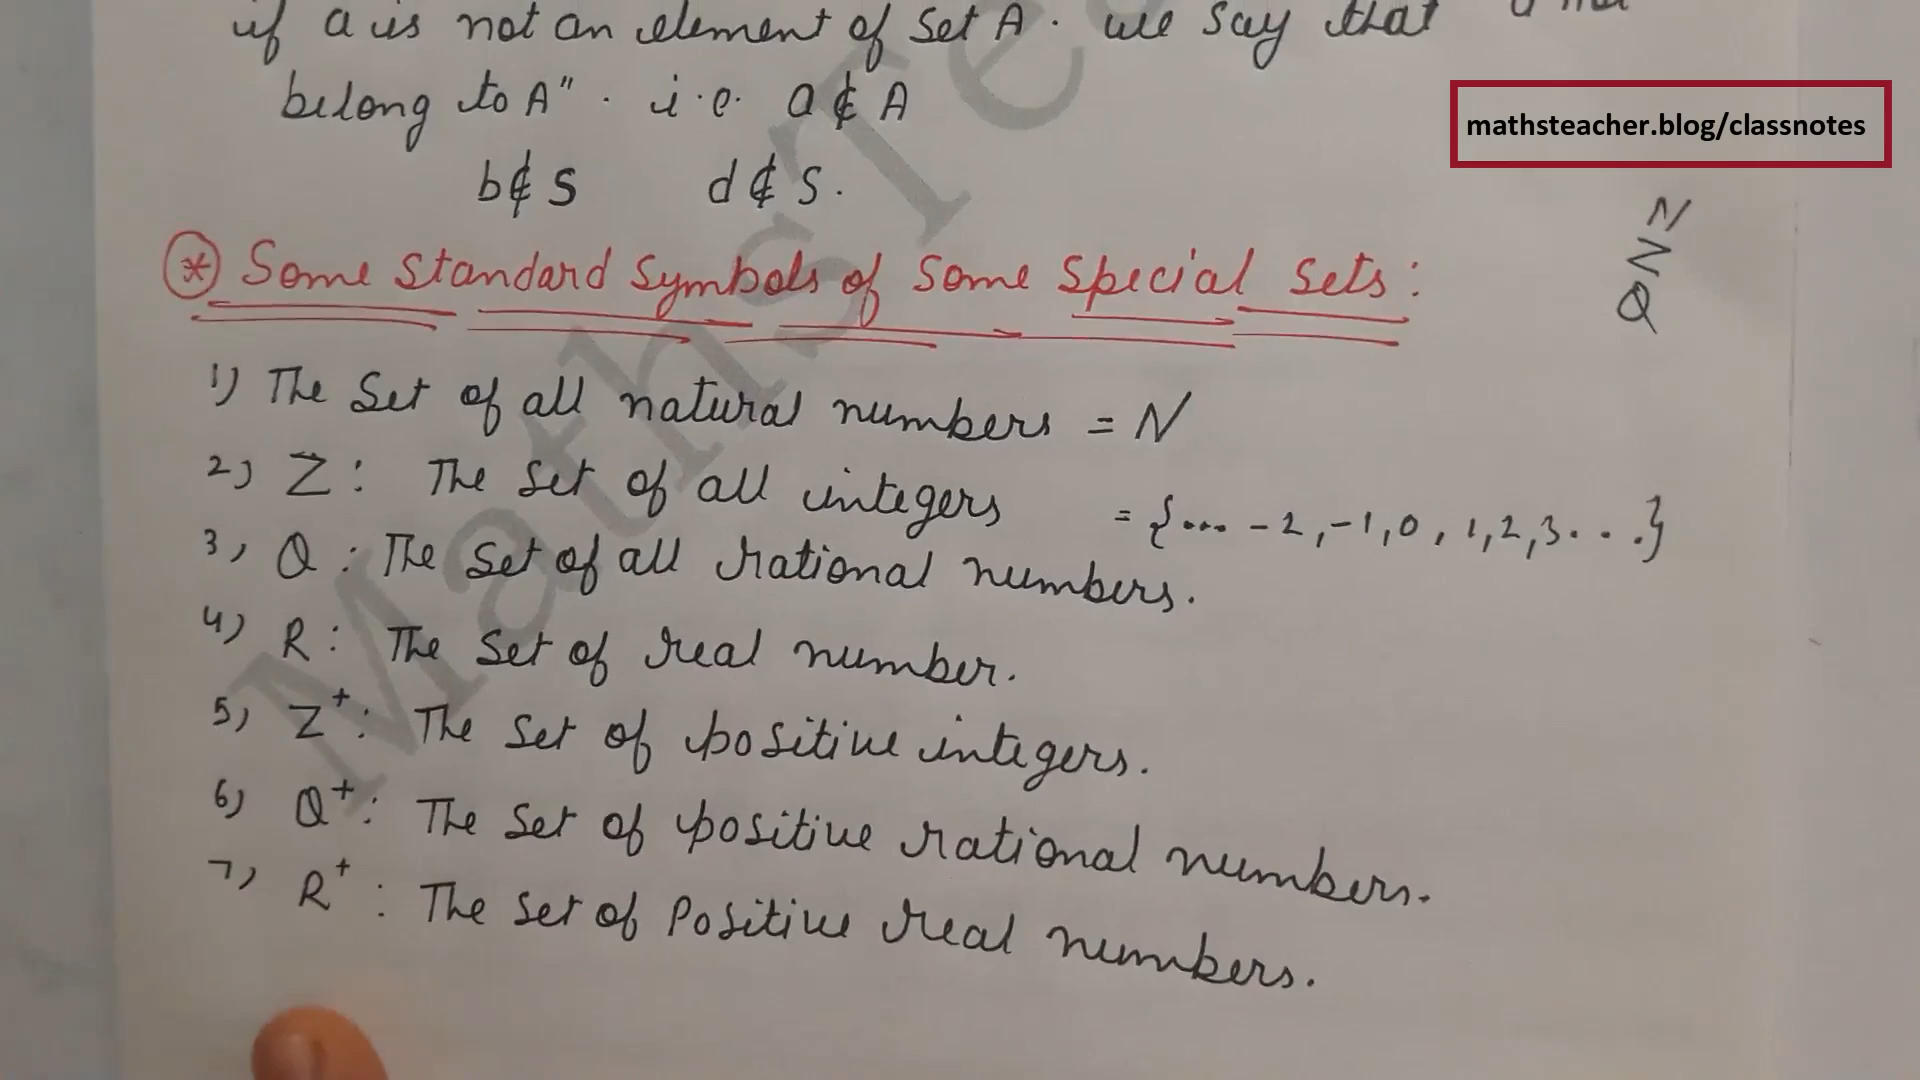 if a is not an element of Set A. we say that "a
belong to A". i.e. a ∉ A
b ∉ S d ∉ S.
mathsteacher.blog/classnotes
N
Z
Q
* Some Standard Symbols of Some Special Sets:
1) The Set of all natural numbers = N
2) Z: The Set of all integers = {... -2, -1, 0, 1, 2, 3 . . .}
3) Q: The Set of all rational numbers.
4) R: The Set of real number.
5) Z⁺: The Set of positive integers.
6) Q⁺: The Set of positive rational numbers.
7) R⁺: The Set of Positive real numbers.